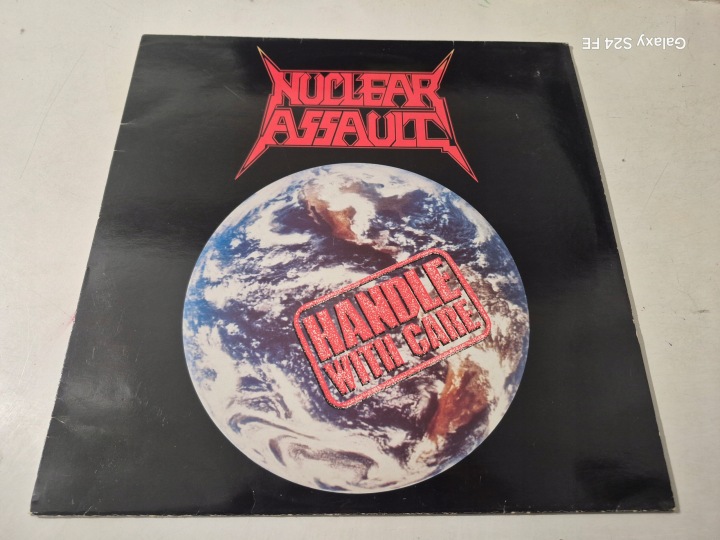 Galaxy S24 FE
NUCLEAR
ASSAULT
HANDLE
WITH CARE